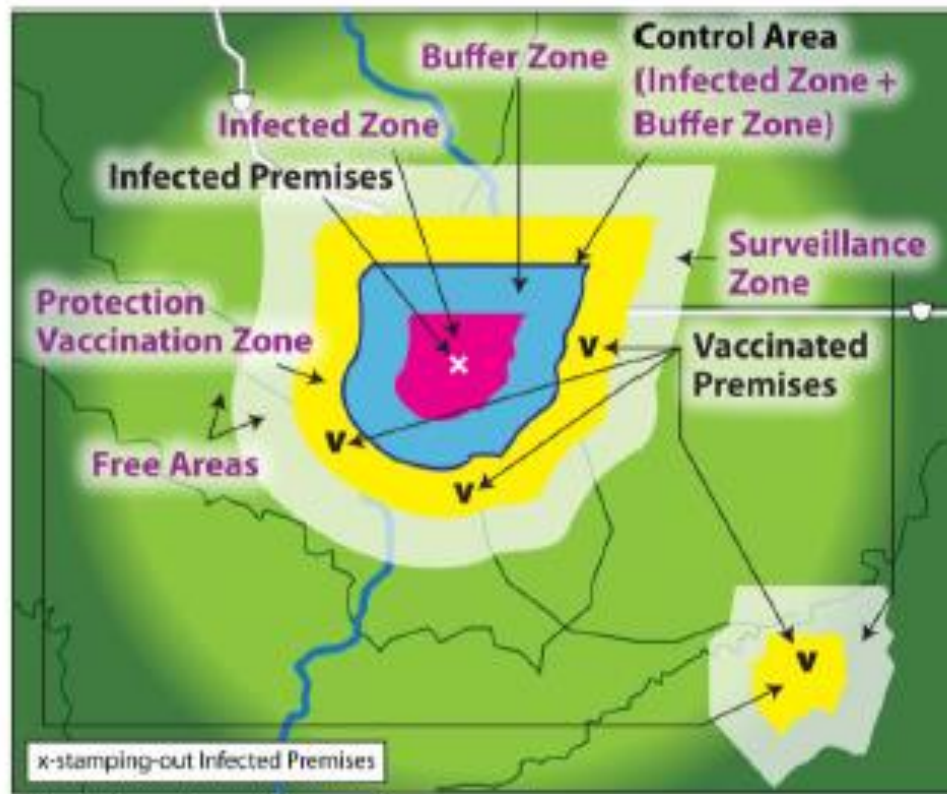 Buffer Zone
Control Area
(Infected Zone +
Buffer Zone)
Infected Zone
Infected Premises
Surveillance
Zone
Protection
Vaccination Zone
Vaccinated
Premises
Free Areas
x
v
v
v
v
x-stamping-out Infected Premises